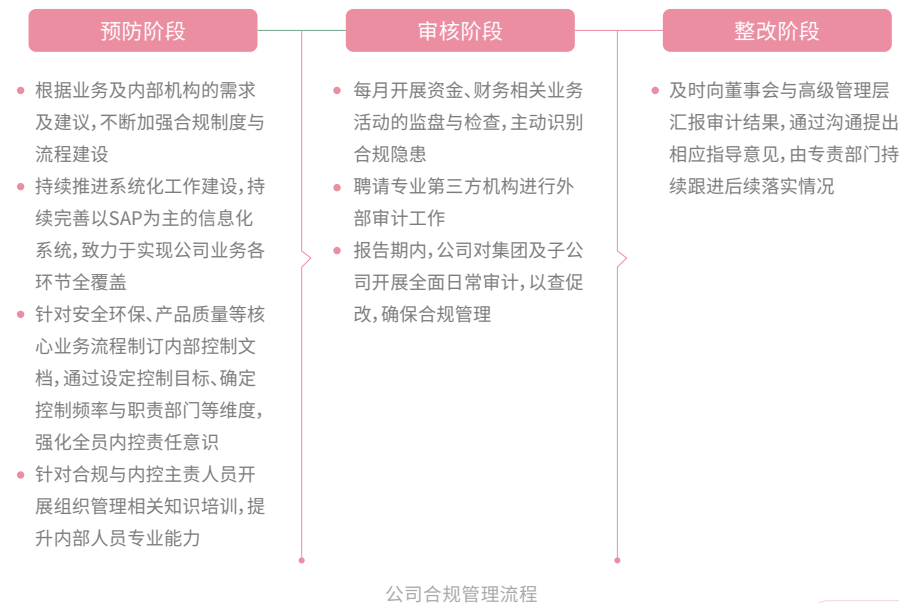 预防阶段
根据业务及内部机构的需求
及建议,不断加强合规制度与
流程建设
持续推进系统化工作建设,持
续完善以SAP为主的信息化
系统,致力于实现公司业务各
环节全覆盖
针对安全环保、产品质量等核
心业务流程制订内部控制文
档,通过设定控制目标、确定
控制频率与职责部门等维度,
强化全员内控责任意识
针对合规与内控主责人员开
展组织管理相关知识培训,提
升内部人员专业能力
审核阶段
每月开展资金、财务相关业务
活动的监盘与检查,主动识别
合规隐患
聘请专业第三方机构进行外
部审计工作
报告期内,公司对集团及子公
司开展全面日常审计,以查促
改,确保合规管理
整改阶段
及时向董事会与高级管理层
汇报审计结果,通过沟通提出
相应指导意见,由专责部门持
续跟进后续落实情况
公司合规管理流程